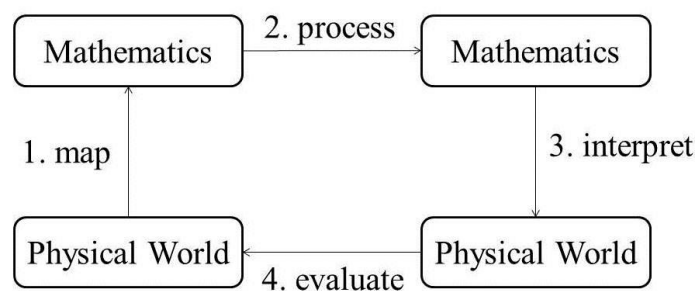 Mathematics
2. process
Mathematics
1. map
3. interpret
Physical World
4. evaluate
Physical World